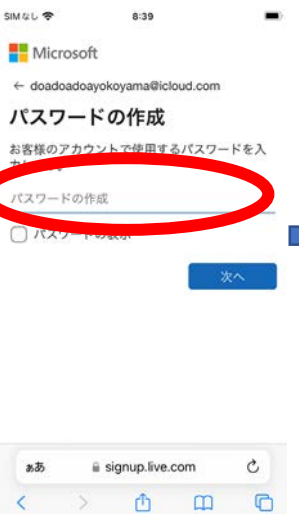 SIMなし 8:39
Microsoft
← doadoadoayokoyama@icloud.com
パスワードの作成
お客様のアカウントで使用するパスワードを入
パスワードの作成
パスワードの表示
次へ
ぁあ signup.live.com